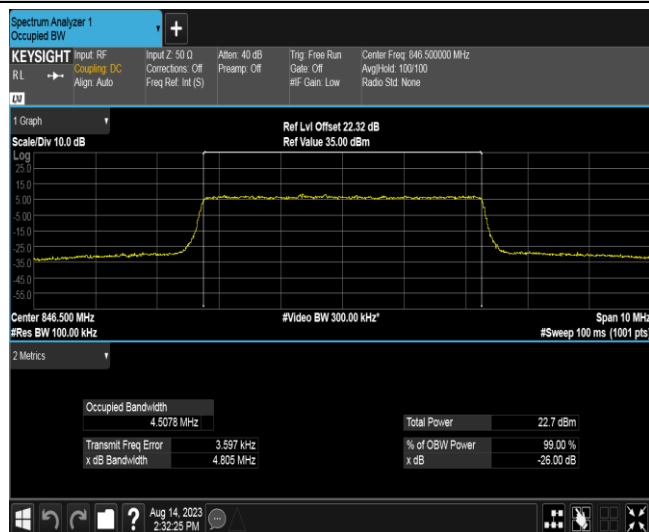 Spectrum Analyzer 1
Occupied BW
+
KEYSIGHT
RL
LXI
Input: RF
Coupling: DC
Align: Auto
Input Z: 50 Ω
Corrections: Off
Freq Ref: Int (S)
Atten: 40 dB
Preamp: Off
Trig: Free Run
Gate: Off
#IF Gain: Low
Center Freq: 846.500000 MHz
Avg|Hold: 100/100
Radio Std: None
1 Graph
Scale/Div 10.0 dB
Ref Lvl Offset 22.32 dB
Ref Value 35.00 dBm
Log
25.0
15.0
5.00
-5.00
-15.0
-25.0
-35.0
-45.0
-55.0
Center 846.500 MHz
#Res BW 100.00 kHz
#Video BW 300.00 kHz*
Span 10 MHz
#Sweep 100 ms (1001 pts)
2 Metrics
Occupied Bandwidth
4.5078 MHz
Total Power 22.7 dBm
Transmit Freq Error 3.597 kHz
% of OBW Power 99.00 %
x dB Bandwidth 4.805 MHz
x dB -26.00 dB
?
Aug 14, 2023
2:32:25 PM